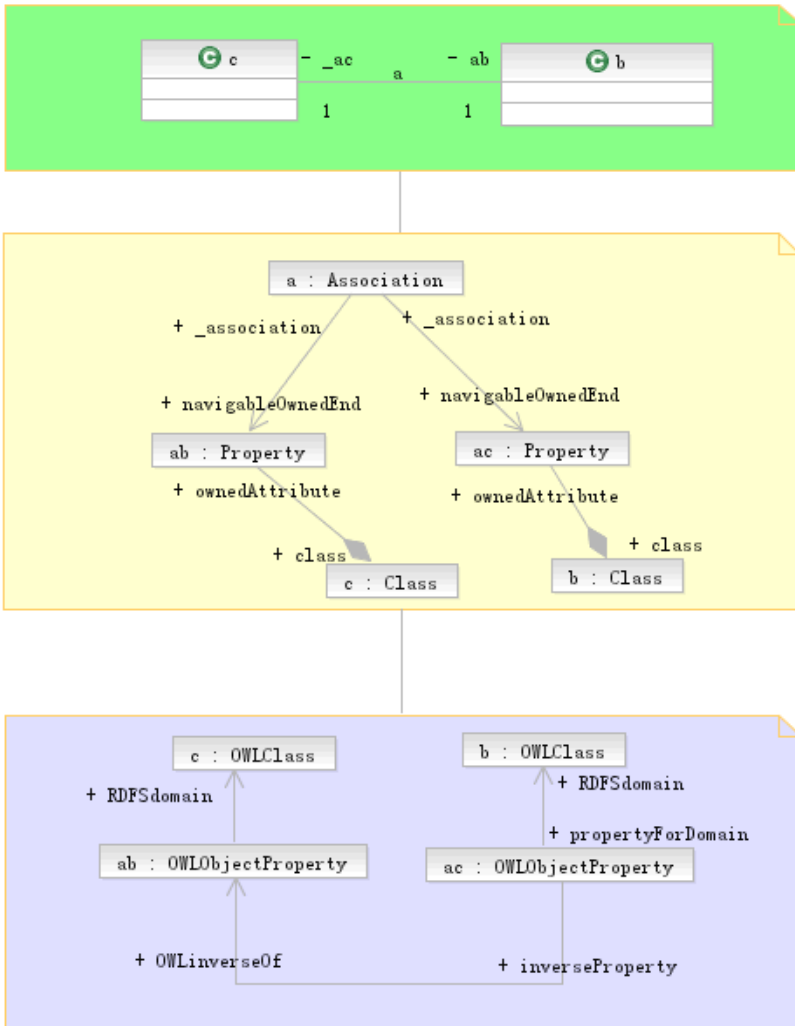 C c
- _ac
a
- ab
C b
1
1
a : Association
+ _association
+ _association
+ navigableOwnedEnd
+ navigableOwnedEnd
ab : Property
ac : Property
+ ownedAttribute
+ ownedAttribute
+ class
+ class
c : Class
b : Class
c : OWLClass
b : OWLClass
+ RDFSdomain
+ RDFSdomain
+ propertyForDomain
ab : OWLObjectProperty
ac : OWLObjectProperty
+ OWLinverseOf
+ inverseProperty